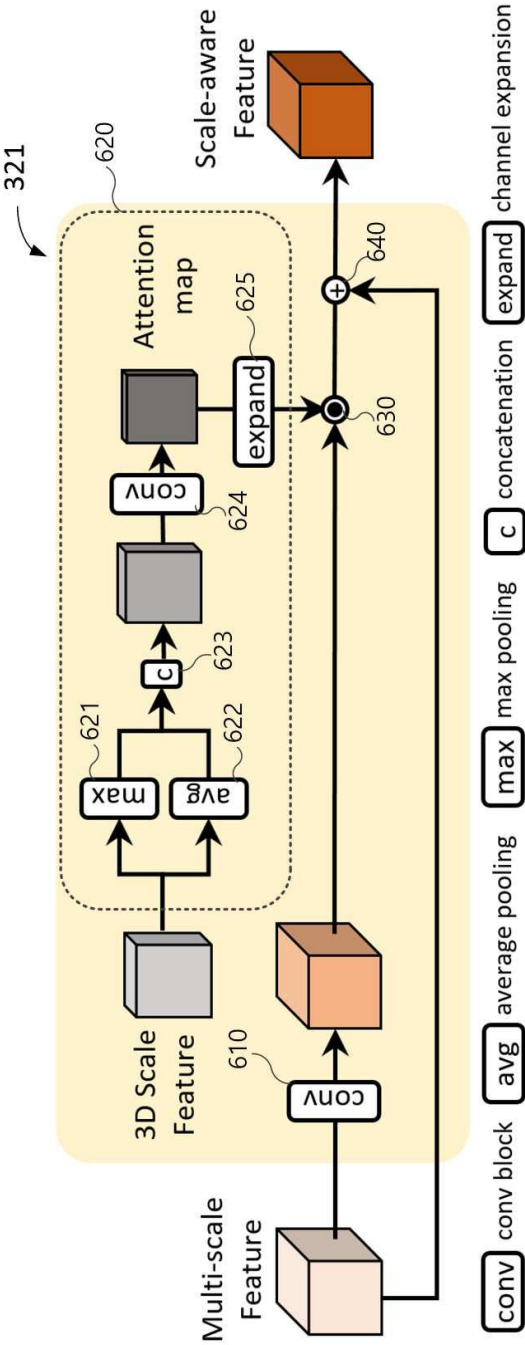 321
620
Multi-scale
Feature
3D Scale
Feature
max
621
avg
622
c
623
conv
624
Attention
map
expand
625
Scale-aware
Feature
conv
610
630
+
640
conv conv block
avg average pooling
max max pooling
c concatenation
expand channel expansion